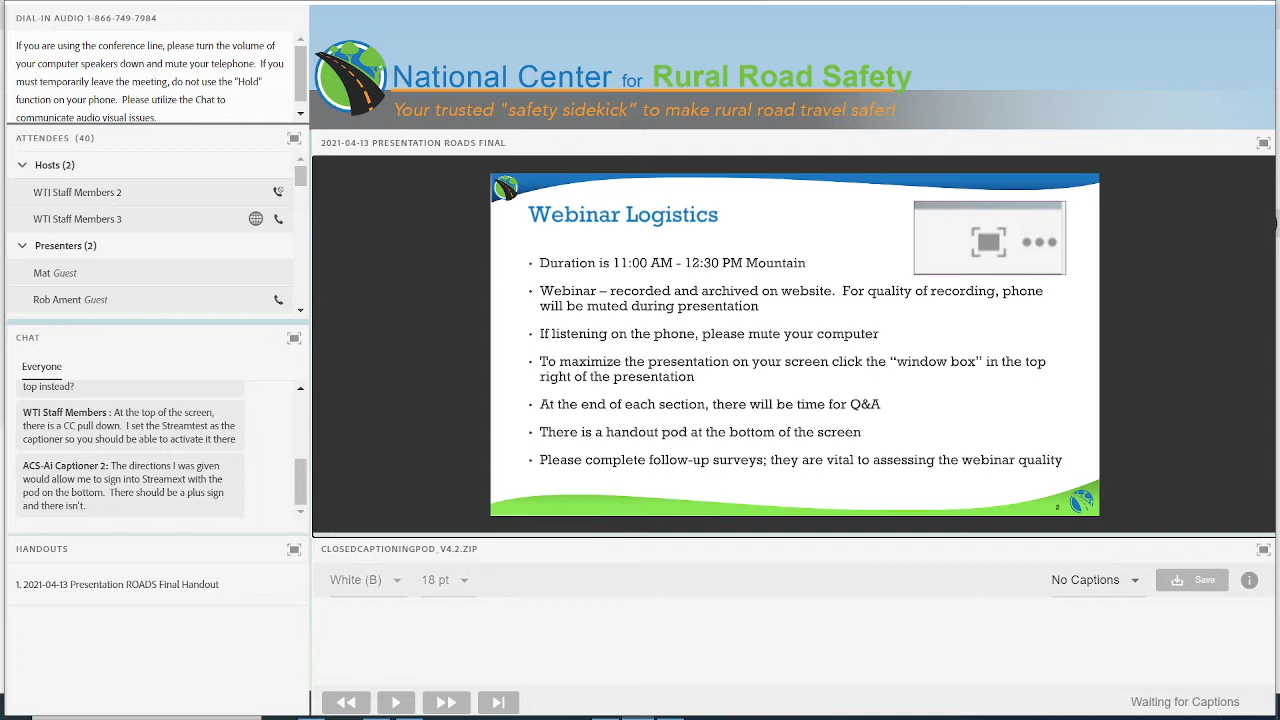 DIAL-IN AUDIO 1-866-749-7984
If you are using the conference line, please turn the volume of
your computer speakers down and mute your telephone. If you
must temporarily leave the meeting, do not use the "Hold"
function on your phone. Please utilize the Chat to
communicate audio visual issues.
ATTENDEES (40)
Hosts (2)
WTI Staff Members 2
WTI Staff Members 3
Presenters (2)
Mat Guest
Rob Ament Guest
CHAT
Everyone
top instead?
WTI Staff Members : At the top of the screen,
there is a CC pull down. I set the Streamtest as the
captioner so you should be able to activate it there
ACS-Ai Captioner 2: The directions I was given
would allow me to sign into Streamext with the
pod on the bottom. There should be a plus sign
and there isn't.
HANDOUTS
1. 2021-04-13 Presentation ROADS Final Handout
National Center for Rural Road Safety
Your trusted "safety sidekick" to make rural road travel safer!
2021-04-13 PRESENTATION ROADS FINAL
Webinar Logistics
• Duration is 11:00 AM - 12:30 PM Mountain
• Webinar – recorded and archived on website. For quality of recording, phone
will be muted during presentation
• If listening on the phone, please mute your computer
• To maximize the presentation on your screen click the "window box" in the top
right of the presentation
• At the end of each section, there will be time for Q&A
• There is a handout pod at the bottom of the screen
• Please complete follow-up surveys; they are vital to assessing the webinar quality
2
CLOSEDCAPTIONINGPOD_V4.2.ZIP
White (B) 18 pt No Captions Save
Waiting for Captions